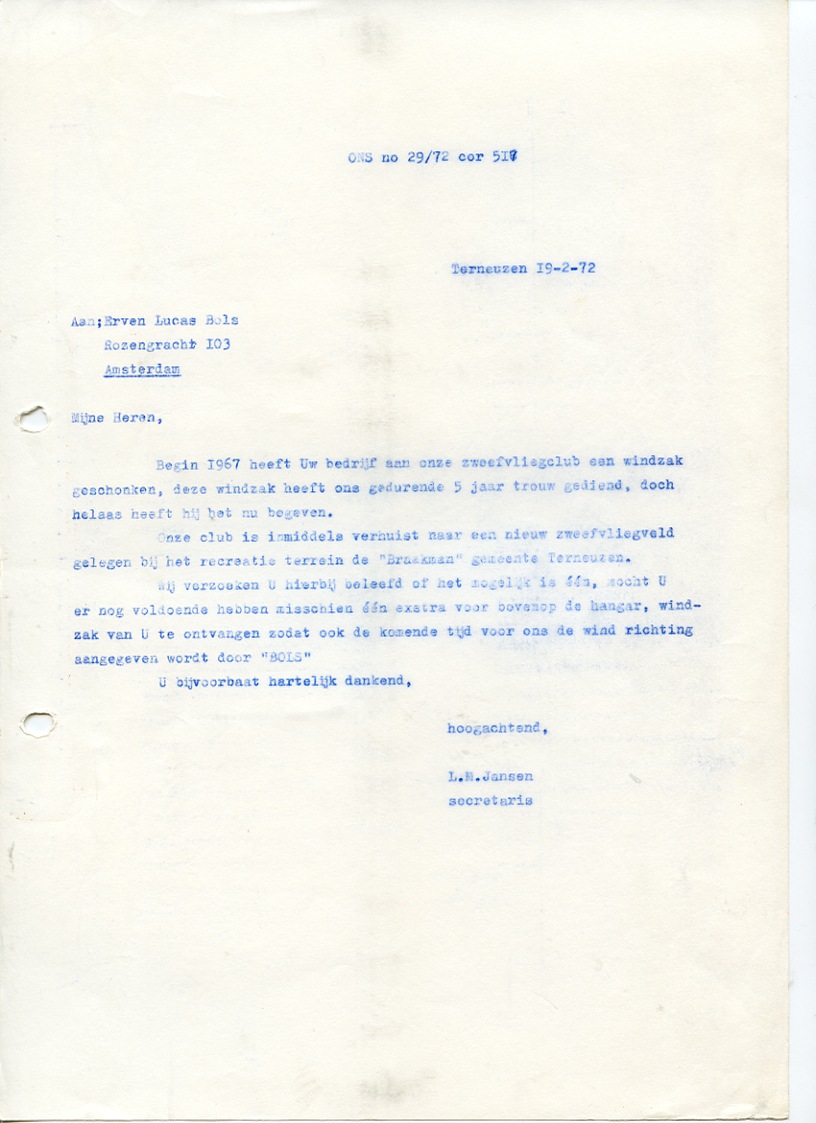 ONS no 29/72 cor 517
Terneuzen 19-2-72
Aan;Erven Lucas Bols
Rozengracht 103
Amsterdam
Mijne Heren,
Begin 1967 heeft Uw bedrijf aan onze zweefvliegclub een windzak
geschonken, deze windzak heeft ons gedurende 5 jaar trouw gediend, doch
helaas heeft hij het nu begeven.
Onze club is inmiddels verhuist naar een nieuw zweefvliegveld
gelegen bij het recreatie terrein de "Braakman" gemeente Terneuzen.
Wij verzoeken U hierbij beleefd of het mogelijk is één, mocht U
er nog voldoende hebben misschien één exstra voor bovenop de hangar, wind-
zak van U te ontvangen zodat ook de komende tijd voor ons de wind richting
aangegeven wordt door "BOLS"
U bijvoorbaat hartelijk dankend,
hoogachtend,
L.M.Jansen
secretaris